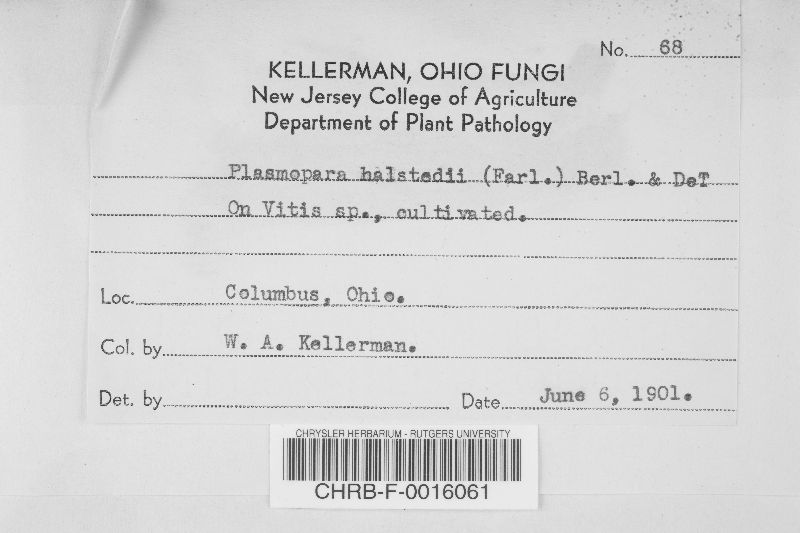 No. 68
KELLERMAN, OHIO FUNGI
New Jersey College of Agriculture
Department of Plant Pathology
Plasmopara halstedii (Farl.) Berl. & DeT
On Vitis sp., cultivated.
Loc. Columbus, Ohio.
Col. by W. A. Kellerman.
Det. by
Date June 6, 1901.
CHRYSLER HERBARIUM - RUTGERS UNIVERSITY
CHRB-F-0016061